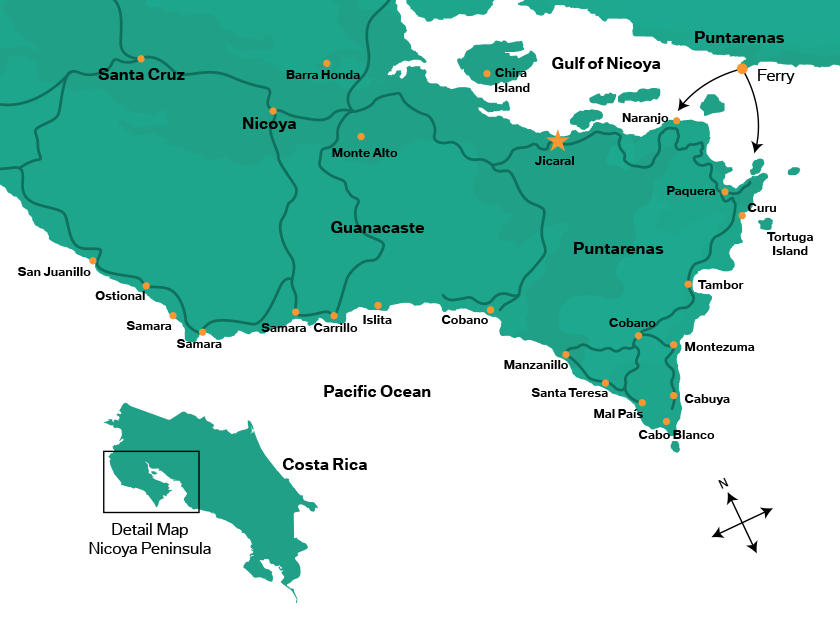 Puntarenas
Gulf of Nicoya
Ferry
Santa Cruz
Barra Honda
Chira
Island
Nicoya
Naranjo
Monte Alto
Jicaral
Paquera
Curu
Guanacaste
Puntarenas
Tortuga
Island
San Juanillo
Ostional
Tambor
Samara
Samara
Samara
Carrillo
Islita
Cobano
Cobano
Montezuma
Manzanillo
Santa Teresa
Pacific Ocean
Cabuya
Mal País
Cabo Blanco
Costa Rica
N
Detail Map
Nicoya Peninsula